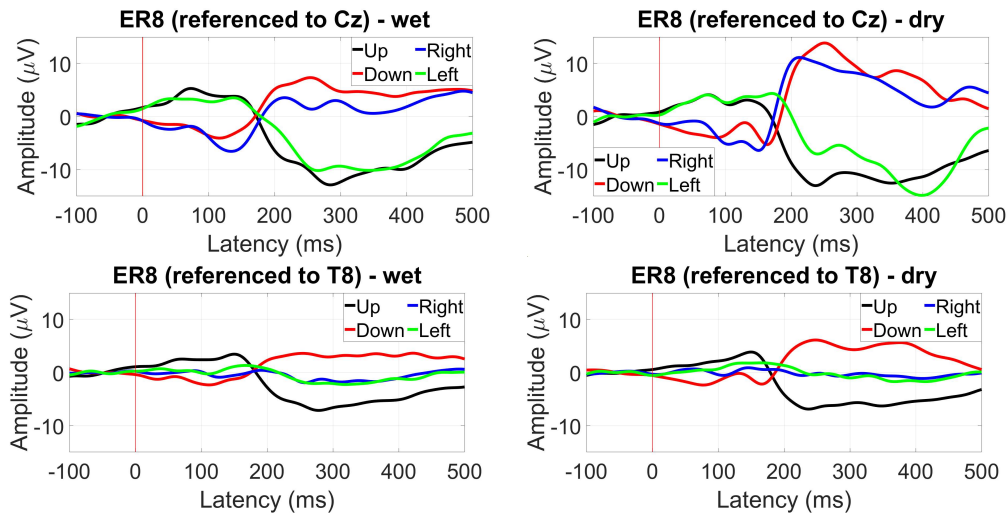 ER8 (referenced to Cz) - wet
Amplitude (μV)
10
0
-10
Up Right
Down Left
-100 0 100 200 300 400 500
Latency (ms)
ER8 (referenced to Cz) - dry
Amplitude (μV)
10
0
-10
Up Right
Down Left
-100 0 100 200 300 400 500
Latency (ms)
ER8 (referenced to T8) - wet
Amplitude (μV)
10
0
-10
Up Right
Down Left
-100 0 100 200 300 400 500
Latency (ms)
ER8 (referenced to T8) - dry
Amplitude (μV)
10
0
-10
Up Right
Down Left
-100 0 100 200 300 400 500
Latency (ms)